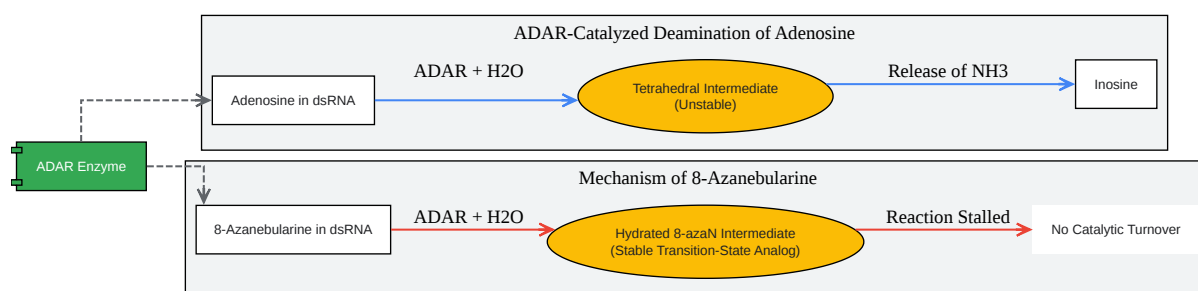 ADAR-Catalyzed Deamination of Adenosine
ADAR + H2O
Release of NH3
Adenosine in dsRNA
Tetrahedral Intermediate
(Unstable)
Inosine
ADAR Enzyme
Mechanism of 8-Azanebularine
ADAR + H2O
Reaction Stalled
8-Azanebularine in dsRNA
Hydrated 8-azaN Intermediate
(Stable Transition-State Analog)
No Catalytic Turnover